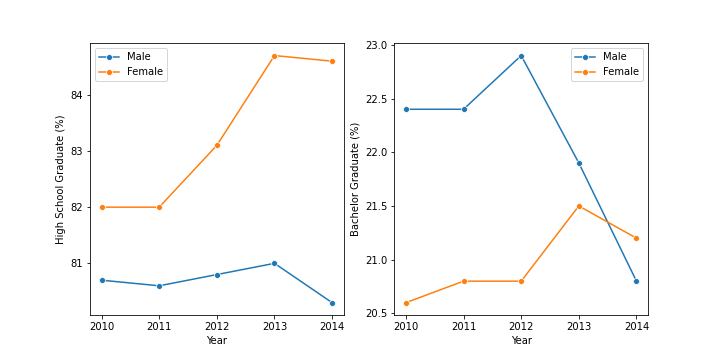 High School Graduate (%)
84
83
82
81
2010 2011 2012 2013 2014
Year
Male
Female
Bachelor Graduate (%)
23.0
22.5
22.0
21.5
21.0
20.5
2010 2011 2012 2013 2014
Year
Male
Female